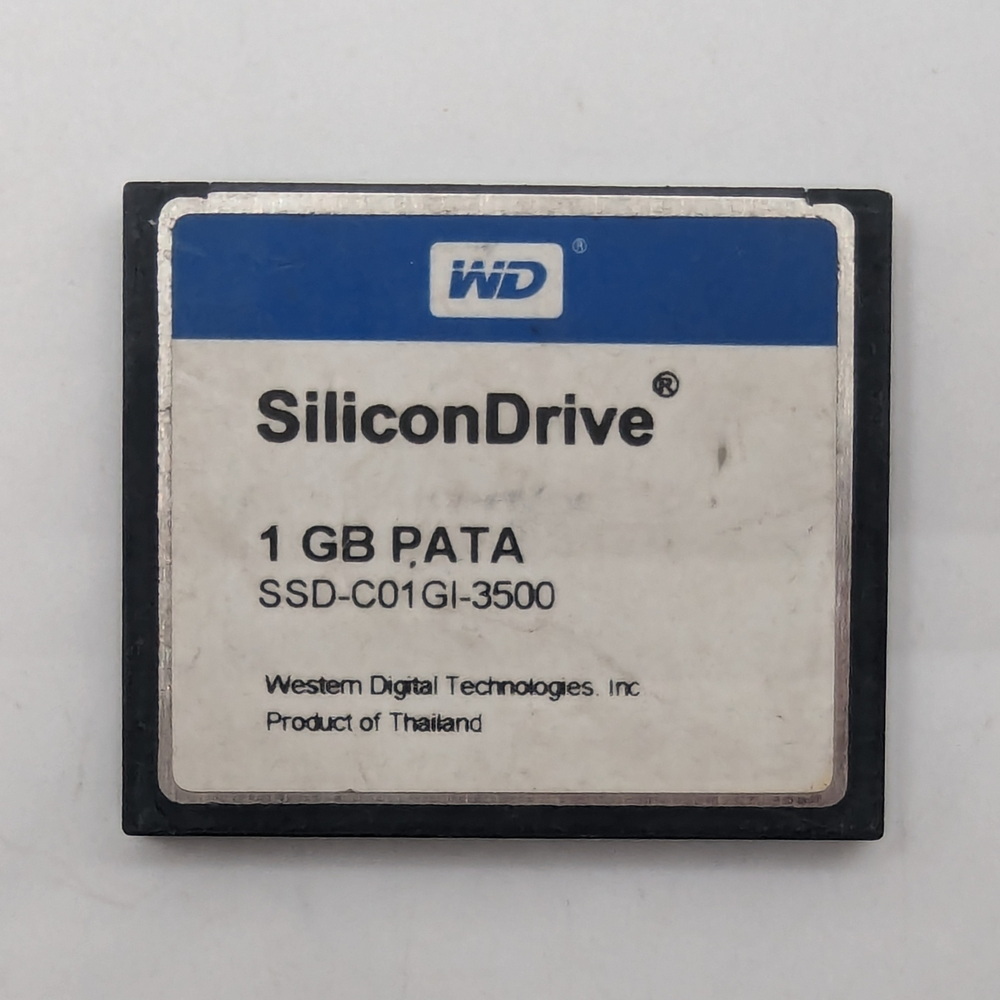 WD®
SiliconDrive®
1 GB PATA
SSD-C01GI-3500
Western Digital Technologies. Inc
Product of Thailand